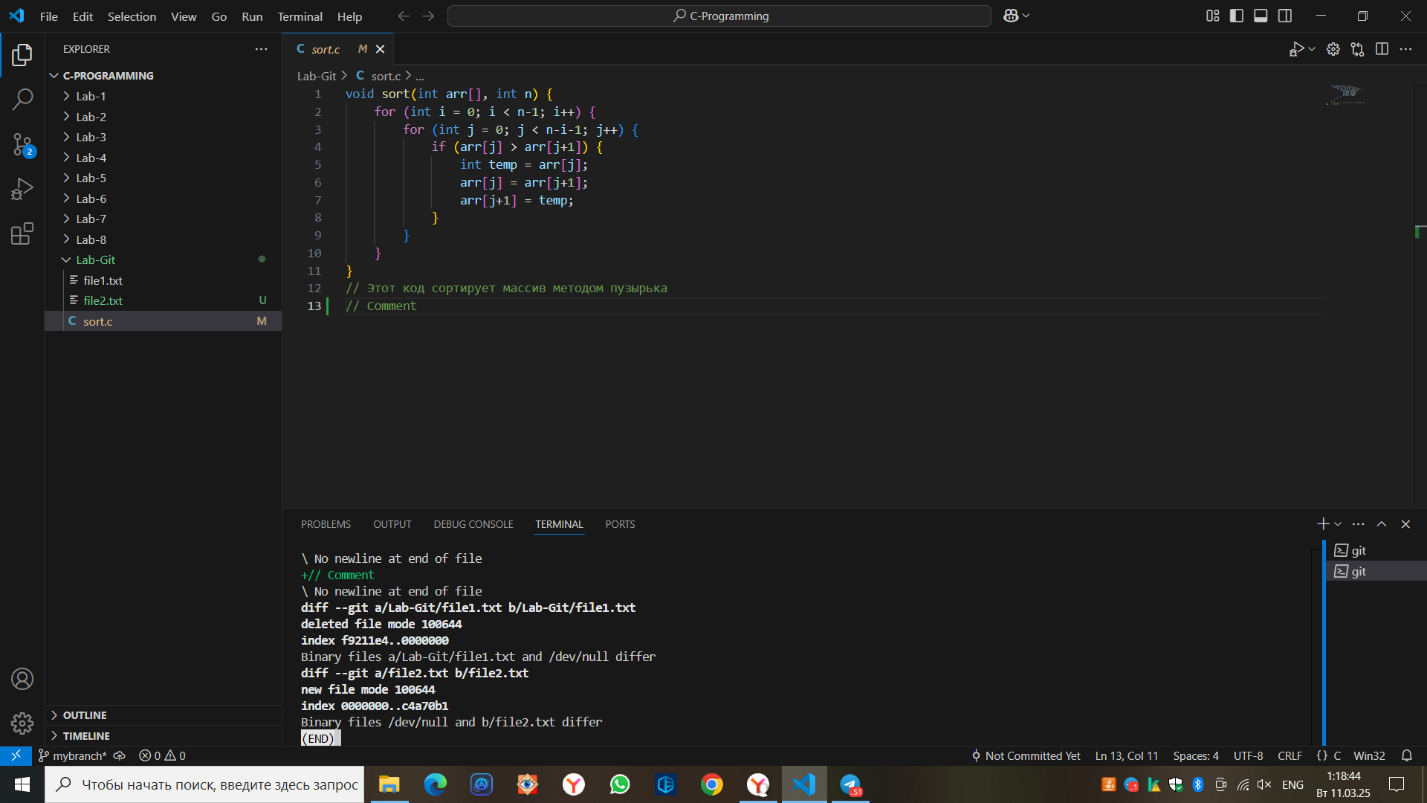 File Edit Selection View Go Run Terminal Help
C-Programming
EXPLORER
C-PROGRAMMING
Lab-1
Lab-2
Lab-3
Lab-4
Lab-5
Lab-6
Lab-7
Lab-8
Lab-Git
file1.txt
file2.txt U
C sort.c M
OUTLINE
TIMELINE
2
C sort.c M
Lab-Git > C sort.c > ...
1 void sort(int arr[], int n) {
2 for (int i = 0; i < n-1; i++) {
3 for (int j = 0; j < n-i-1; j++) {
4 if (arr[j] > arr[j+1]) {
5 int temp = arr[j];
6 arr[j] = arr[j+1];
7 arr[j+1] = temp;
8 }
9 }
10 }
11 }
12 // Этот код сортирует массив методом пузырька
13 // Comment
PROBLEMS OUTPUT DEBUG CONSOLE TERMINAL PORTS
\ No newline at end of file
+// Comment
\ No newline at end of file
diff --git a/Lab-Git/file1.txt b/Lab-Git/file1.txt
deleted file mode 100644
index f9211e4..0000000
Binary files a/Lab-Git/file1.txt and /dev/null differ
diff --git a/file2.txt b/file2.txt
new file mode 100644
index 0000000..c4a70b1
Binary files /dev/null and b/file2.txt differ
(END)
git
git
mybranch* 0 0 Not Committed Yet Ln 13, Col 11 Spaces: 4 UTF-8 CRLF {} C Win32
Чтобы начать поиск, введите здесь запрос
51
ENG
1:18:44
Вт 11.03.25